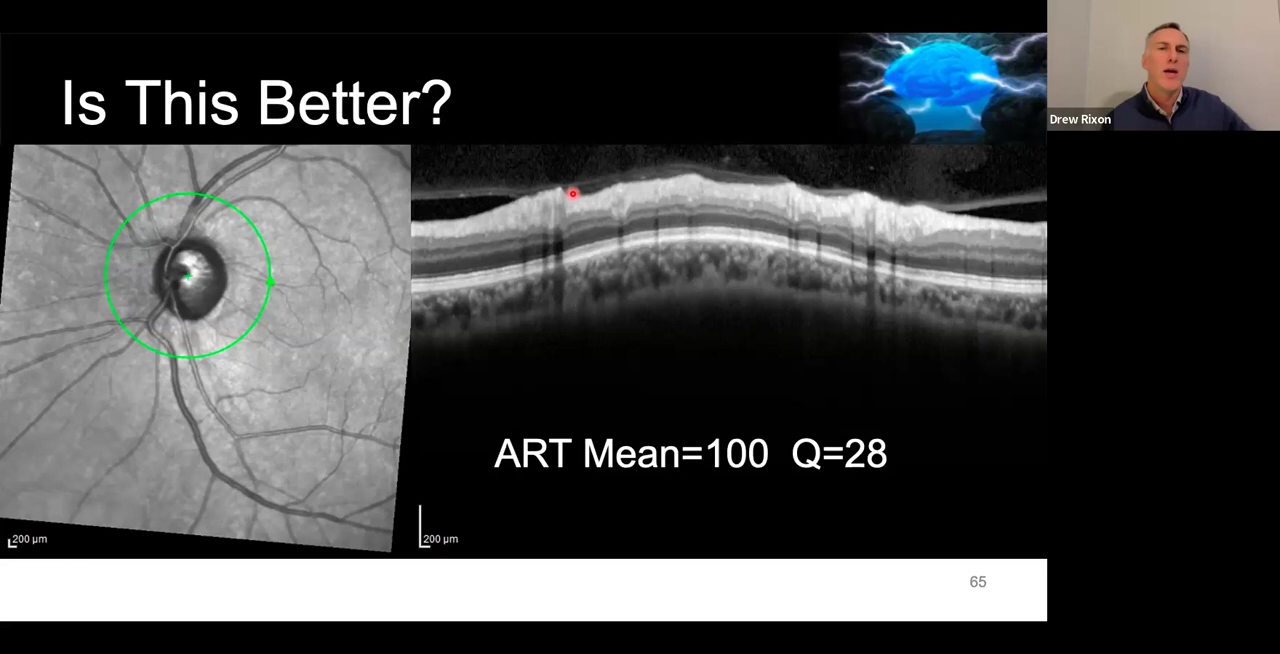 Is This Better?
Drew Rixon
ART Mean=100 Q=28
200 µm
200 µm
65